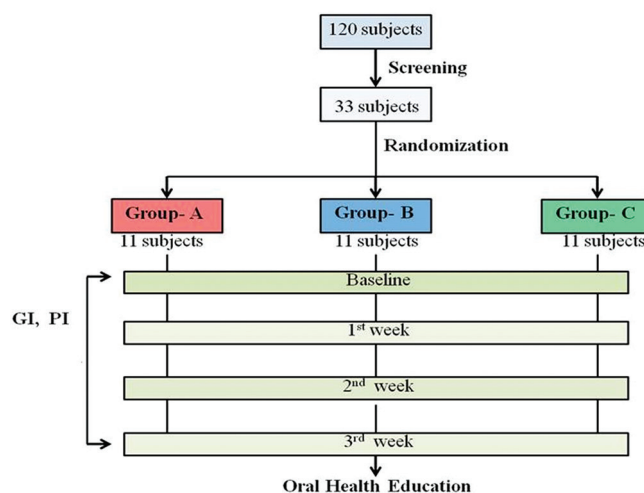 120 subjects
Screening
33 subjects
Randomization
Group- A
Group- B
Group- C
11 subjects
11 subjects
11 subjects
Baseline
GI, PI
1st week
2nd week
3rd week
Oral Health Education